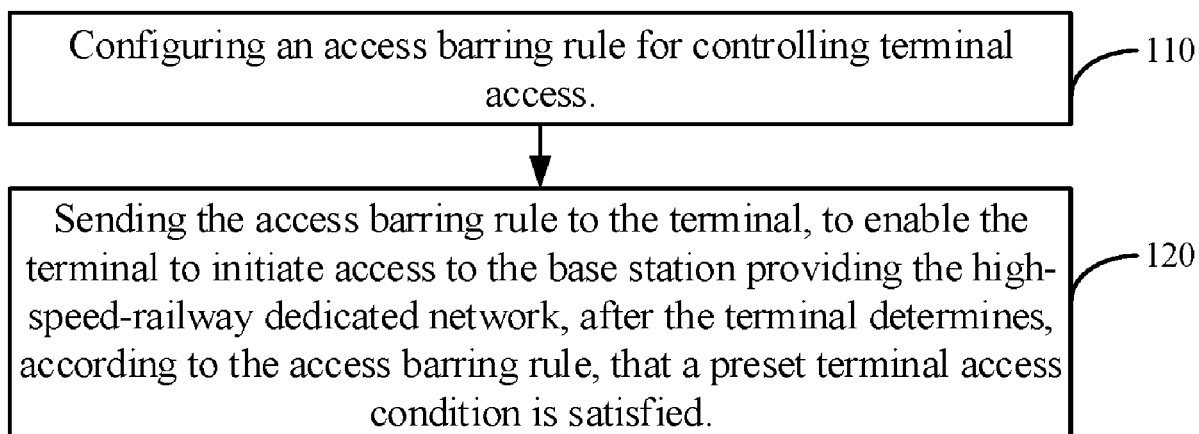 Configuring an access barring rule for controlling terminal
access.
110
Sending the access barring rule to the terminal, to enable the
terminal to initiate access to the base station providing the high-
speed-railway dedicated network, after the terminal determines,
according to the access barring rule, that a preset terminal access
condition is satisfied.
120